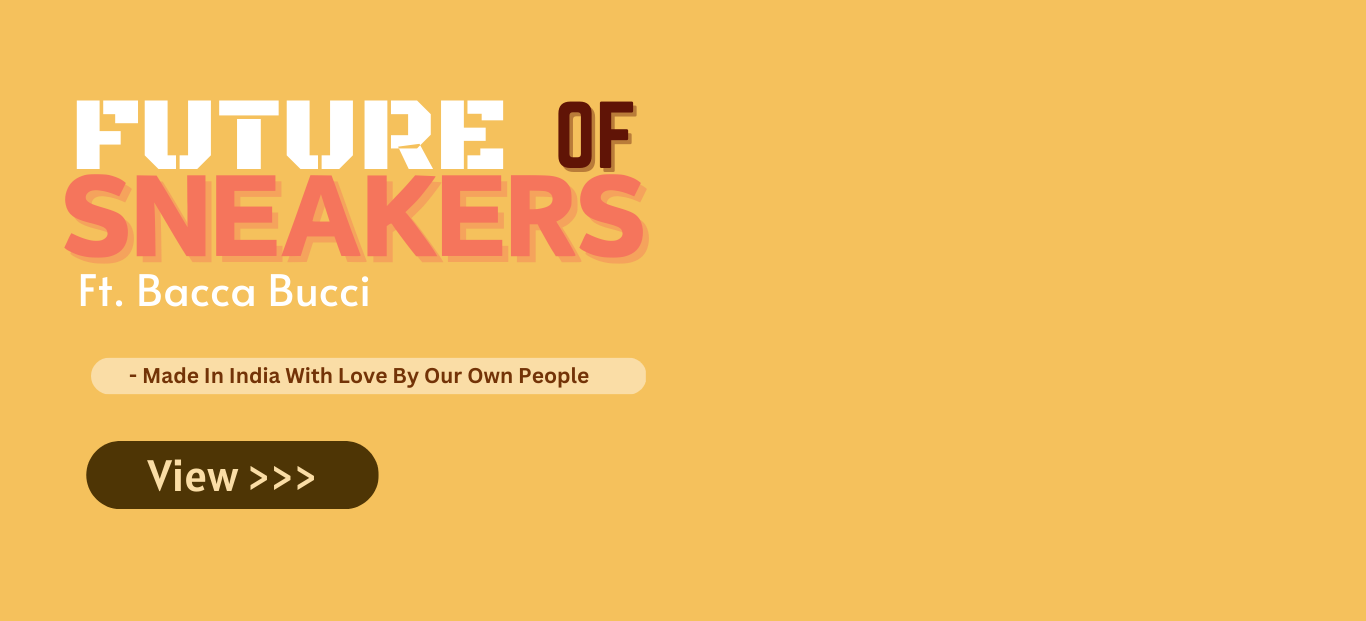 FUTURE OF
SNEAKERS
Ft. Bacca Bucci
- Made In India With Love By Our Own People
View >>>